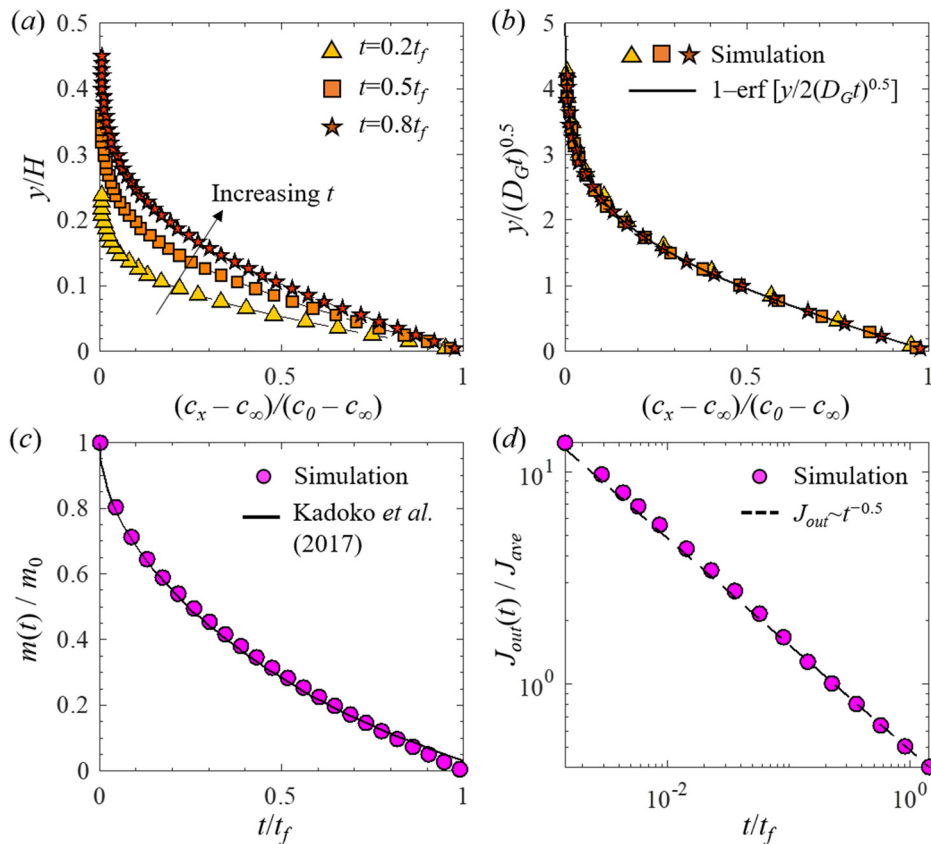 (a)
t=0.2t_f
t=0.5t_f
t=0.8t_f
Increasing t
y/H
0.5
0.4
0.3
0.2
0.1
0
0 0.5 1
(c_x – c_∞)/(c_0 – c_∞)
(b)
Simulation
1–erf [y/2(D_G t)^0.5]
y/(D_G t)^0.5
5
4
3
2
1
0
0 0.5 1
(c_x – c_∞)/(c_0 – c_∞)
(c)
Simulation
Kadoko et al.
(2017)
m(t) / m_0
1
0.8
0.6
0.4
0.2
0
0 0.5 1
t/t_f
(d)
Simulation
J_out~t^–0.5
J_out(t) / J_ave
10^1
10^0
10^-2 10^0
t/t_f